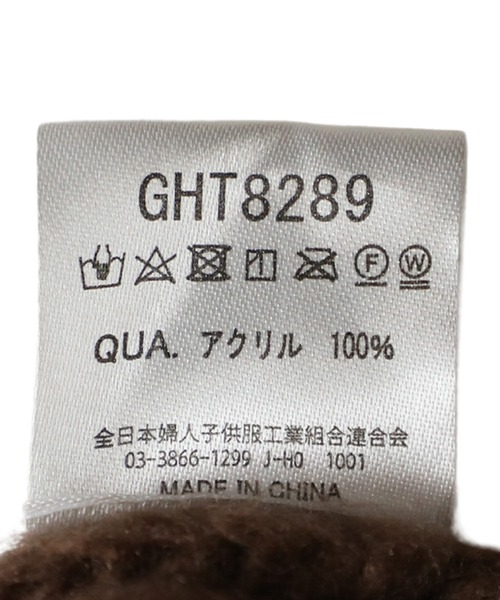 GHT8289
F W
QUA. アクリル 100%
全日本婦人子供服工業組合連合会
03-3866-1299 J-HO 1001
MADE IN CHINA